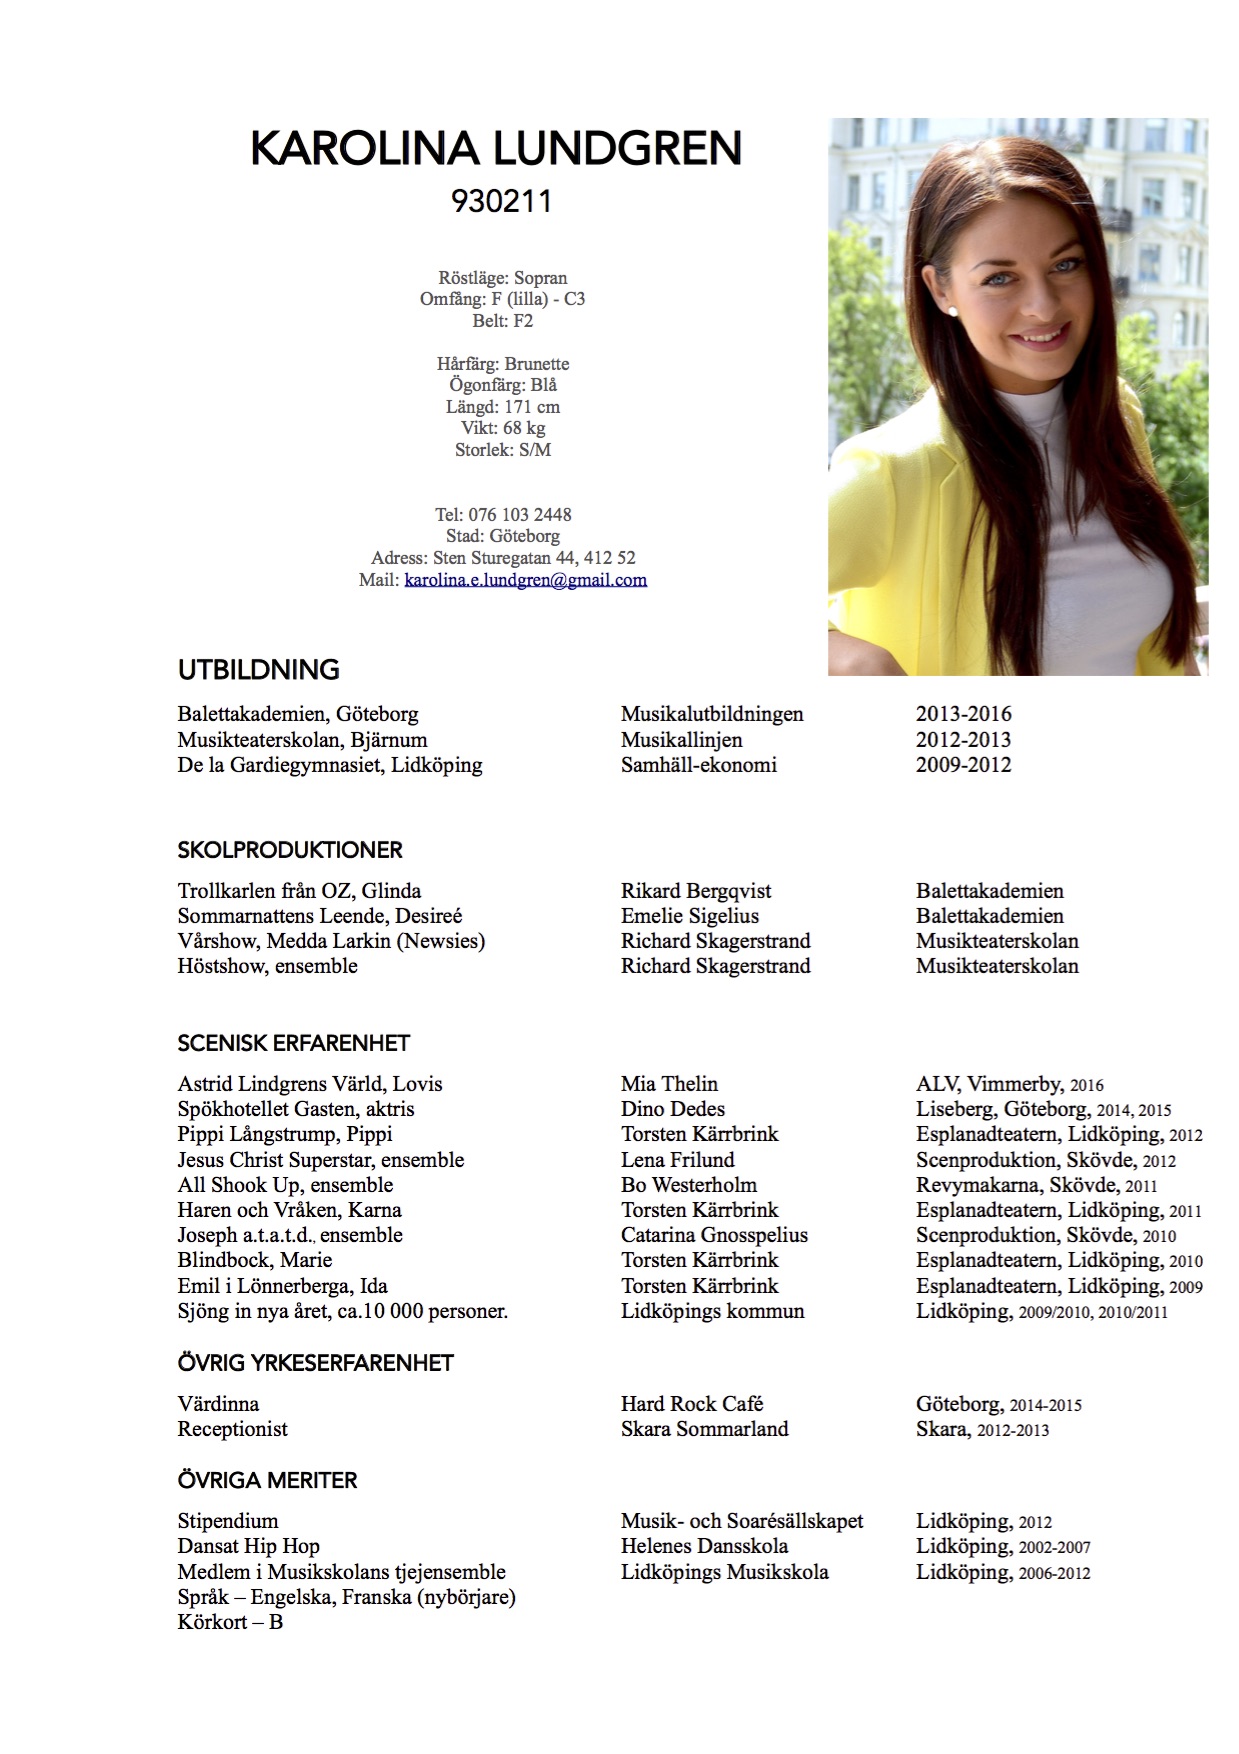 KAROLINA LUNDGREN
930211
Röstläge: Sopran
Omfång: F (lilla) - C3
Belt: F2
Hårfärg: Brunette
Ögonfärg: Blå
Längd: 171 cm
Vikt: 68 kg
Storlek: S/M
Tel: 076 103 2448
Stad: Göteborg
Adress: Sten Sturegatan 44, 412 52
Mail: karolina.e.lundgren@gmail.com
UTBILDNING
Balettakademien, Göteborg Musikalutbildningen 2013-2016
Musikteaterskolan, Bjärnum Musikallinjen 2012-2013
De la Gardiegymnasiet, Lidköping Samhäll-ekonomi 2009-2012
SKOLPRODUKTIONER
Trollkarlen från OZ, Glinda Rikard Bergqvist Balettakademien
Sommarnattens Leende, Desireé Emelie Sigelius Balettakademien
Vårshow, Medda Larkin (Newsies) Richard Skagerstrand Musikteaterskolan
Höstshow, ensemble Richard Skagerstrand Musikteaterskolan
SCENISK ERFARENHET
Astrid Lindgrens Värld, Lovis Mia Thelin ALV, Vimmerby, 2016
Spökhotellet Gasten, aktris Dino Dedes Liseberg, Göteborg, 2014, 2015
Pippi Långstrump, Pippi Torsten Kärrbrink Esplanadteatern, Lidköping, 2012
Jesus Christ Superstar, ensemble Lena Frilund Scenproduktion, Skövde, 2012
All Shook Up, ensemble Bo Westerholm Revymakarna, Skövde, 2011
Haren och Vråken, Karna Torsten Kärrbrink Esplanadteatern, Lidköping, 2011
Joseph a.t.a.t.d., ensemble Catarina Gnosspelius Scenproduktion, Skövde, 2010
Blindbock, Marie Torsten Kärrbrink Esplanadteatern, Lidköping, 2010
Emil i Lönnerberga, Ida Torsten Kärrbrink Esplanadteatern, Lidköping, 2009
Sjöng in nya året, ca.10 000 personer. Lidköpings kommun Lidköping, 2009/2010, 2010/2011
ÖVRIG YRKESERFARENHET
Värdinna Hard Rock Café Göteborg, 2014-2015
Receptionist Skara Sommarland Skara, 2012-2013
ÖVRIGA MERITER
Stipendium Musik- och Soarésällskapet Lidköping, 2012
Dansat Hip Hop Helenes Dansskola Lidköping, 2002-2007
Medlem i Musikskolans tjejensemble Lidköpings Musikskola Lidköping, 2006-2012
Språk – Engelska, Franska (nybörjare)
Körkort – B